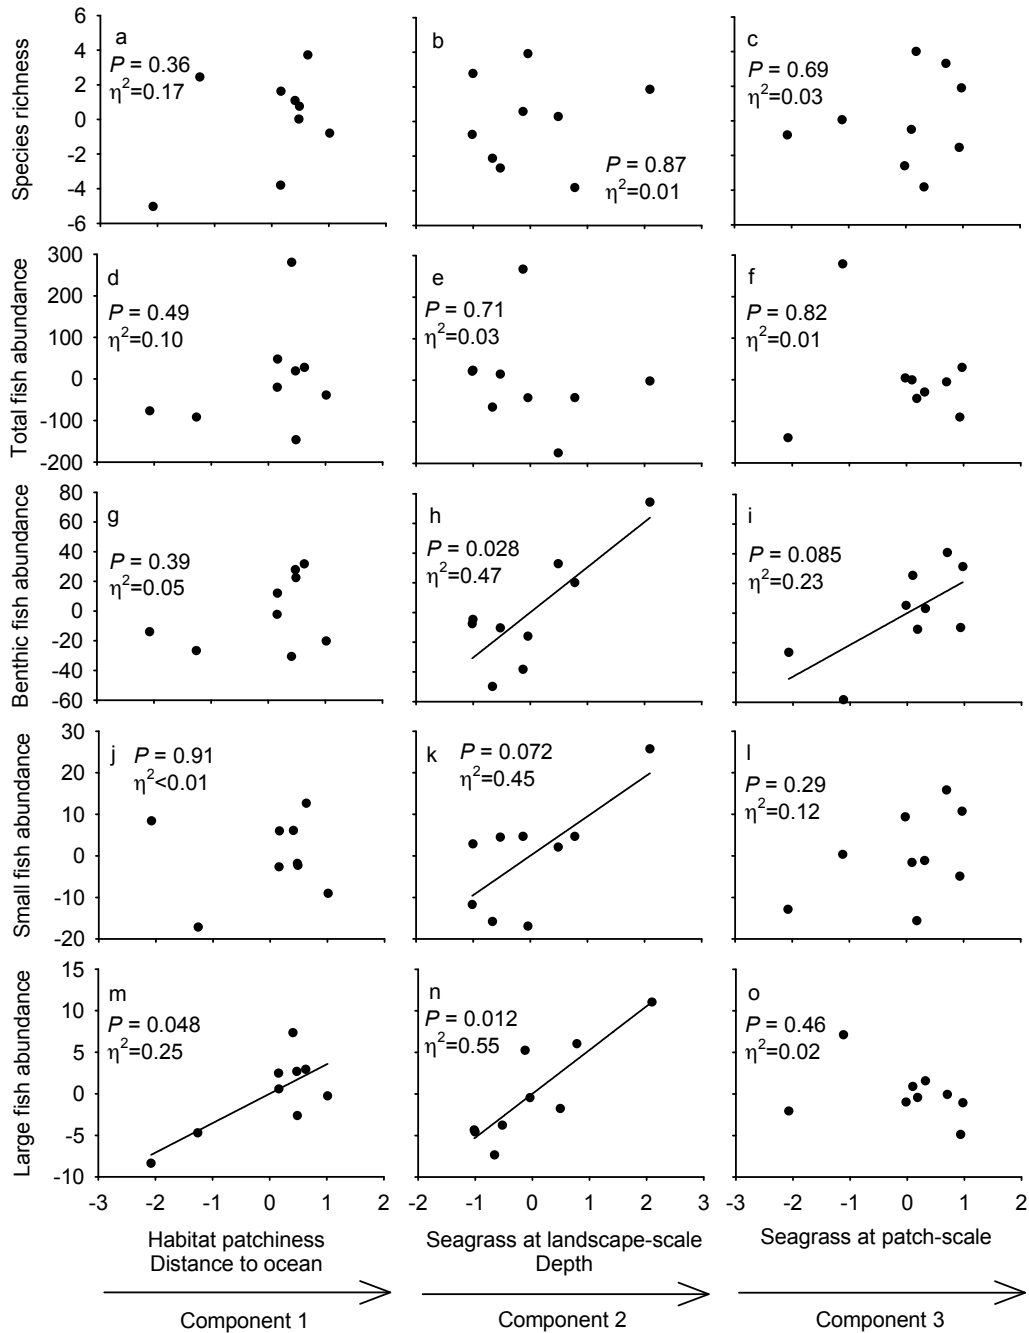 Species richness
6
4
2
0
-2
-4
-6
a
P = 0.36
η²=0.17
b
P = 0.87
η²=0.01
c
P = 0.69
η²=0.03
Total fish abundance
300
200
100
0
-100
-200
d
P = 0.49
η²=0.10
e
P = 0.71
η²=0.03
f
P = 0.82
η²=0.01
Benthic fish abundance
80
60
40
20
0
-20
-40
-60
g
P = 0.39
η²=0.05
h
P = 0.028
η²=0.47
i
P = 0.085
η²=0.23
Small fish abundance
30
20
10
0
-10
-20
j
P = 0.91
η²<0.01
k
P = 0.072
η²=0.45
l
P = 0.29
η²=0.12
Large fish abundance
15
10
5
0
-5
-10
m
P = 0.048
η²=0.25
n
P = 0.012
η²=0.55
o
P = 0.46
η²=0.02
-3 -2 -1 0 1 2
-2 -1 0 1 2 3
-3 -2 -1 0 1 2
Habitat patchiness
Distance to ocean
Seagrass at landscape-scale
Depth
Seagrass at patch-scale
Component 1
Component 2
Component 3